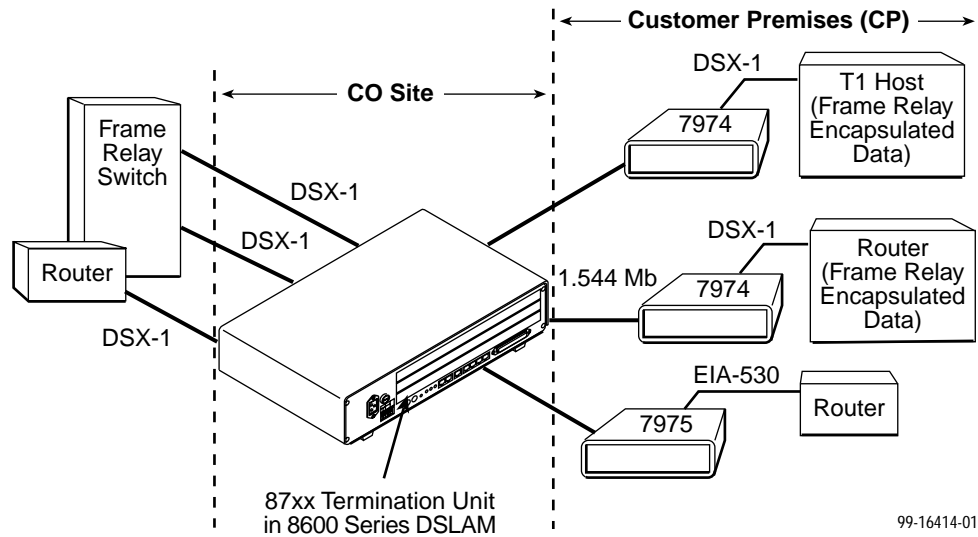 Customer Premises (CP)
CO Site
DSX-1
T1 Host
(Frame Relay
Encapsulated
Data)
7974
Frame
Relay
Switch
DSX-1
DSX-1
Router
DSX-1
1.544 Mb
DSX-1
7974
Router
(Frame Relay
Encapsulated
Data)
EIA-530
7975
Router
87xx Termination Unit
in 8600 Series DSLAM
99-16414-01